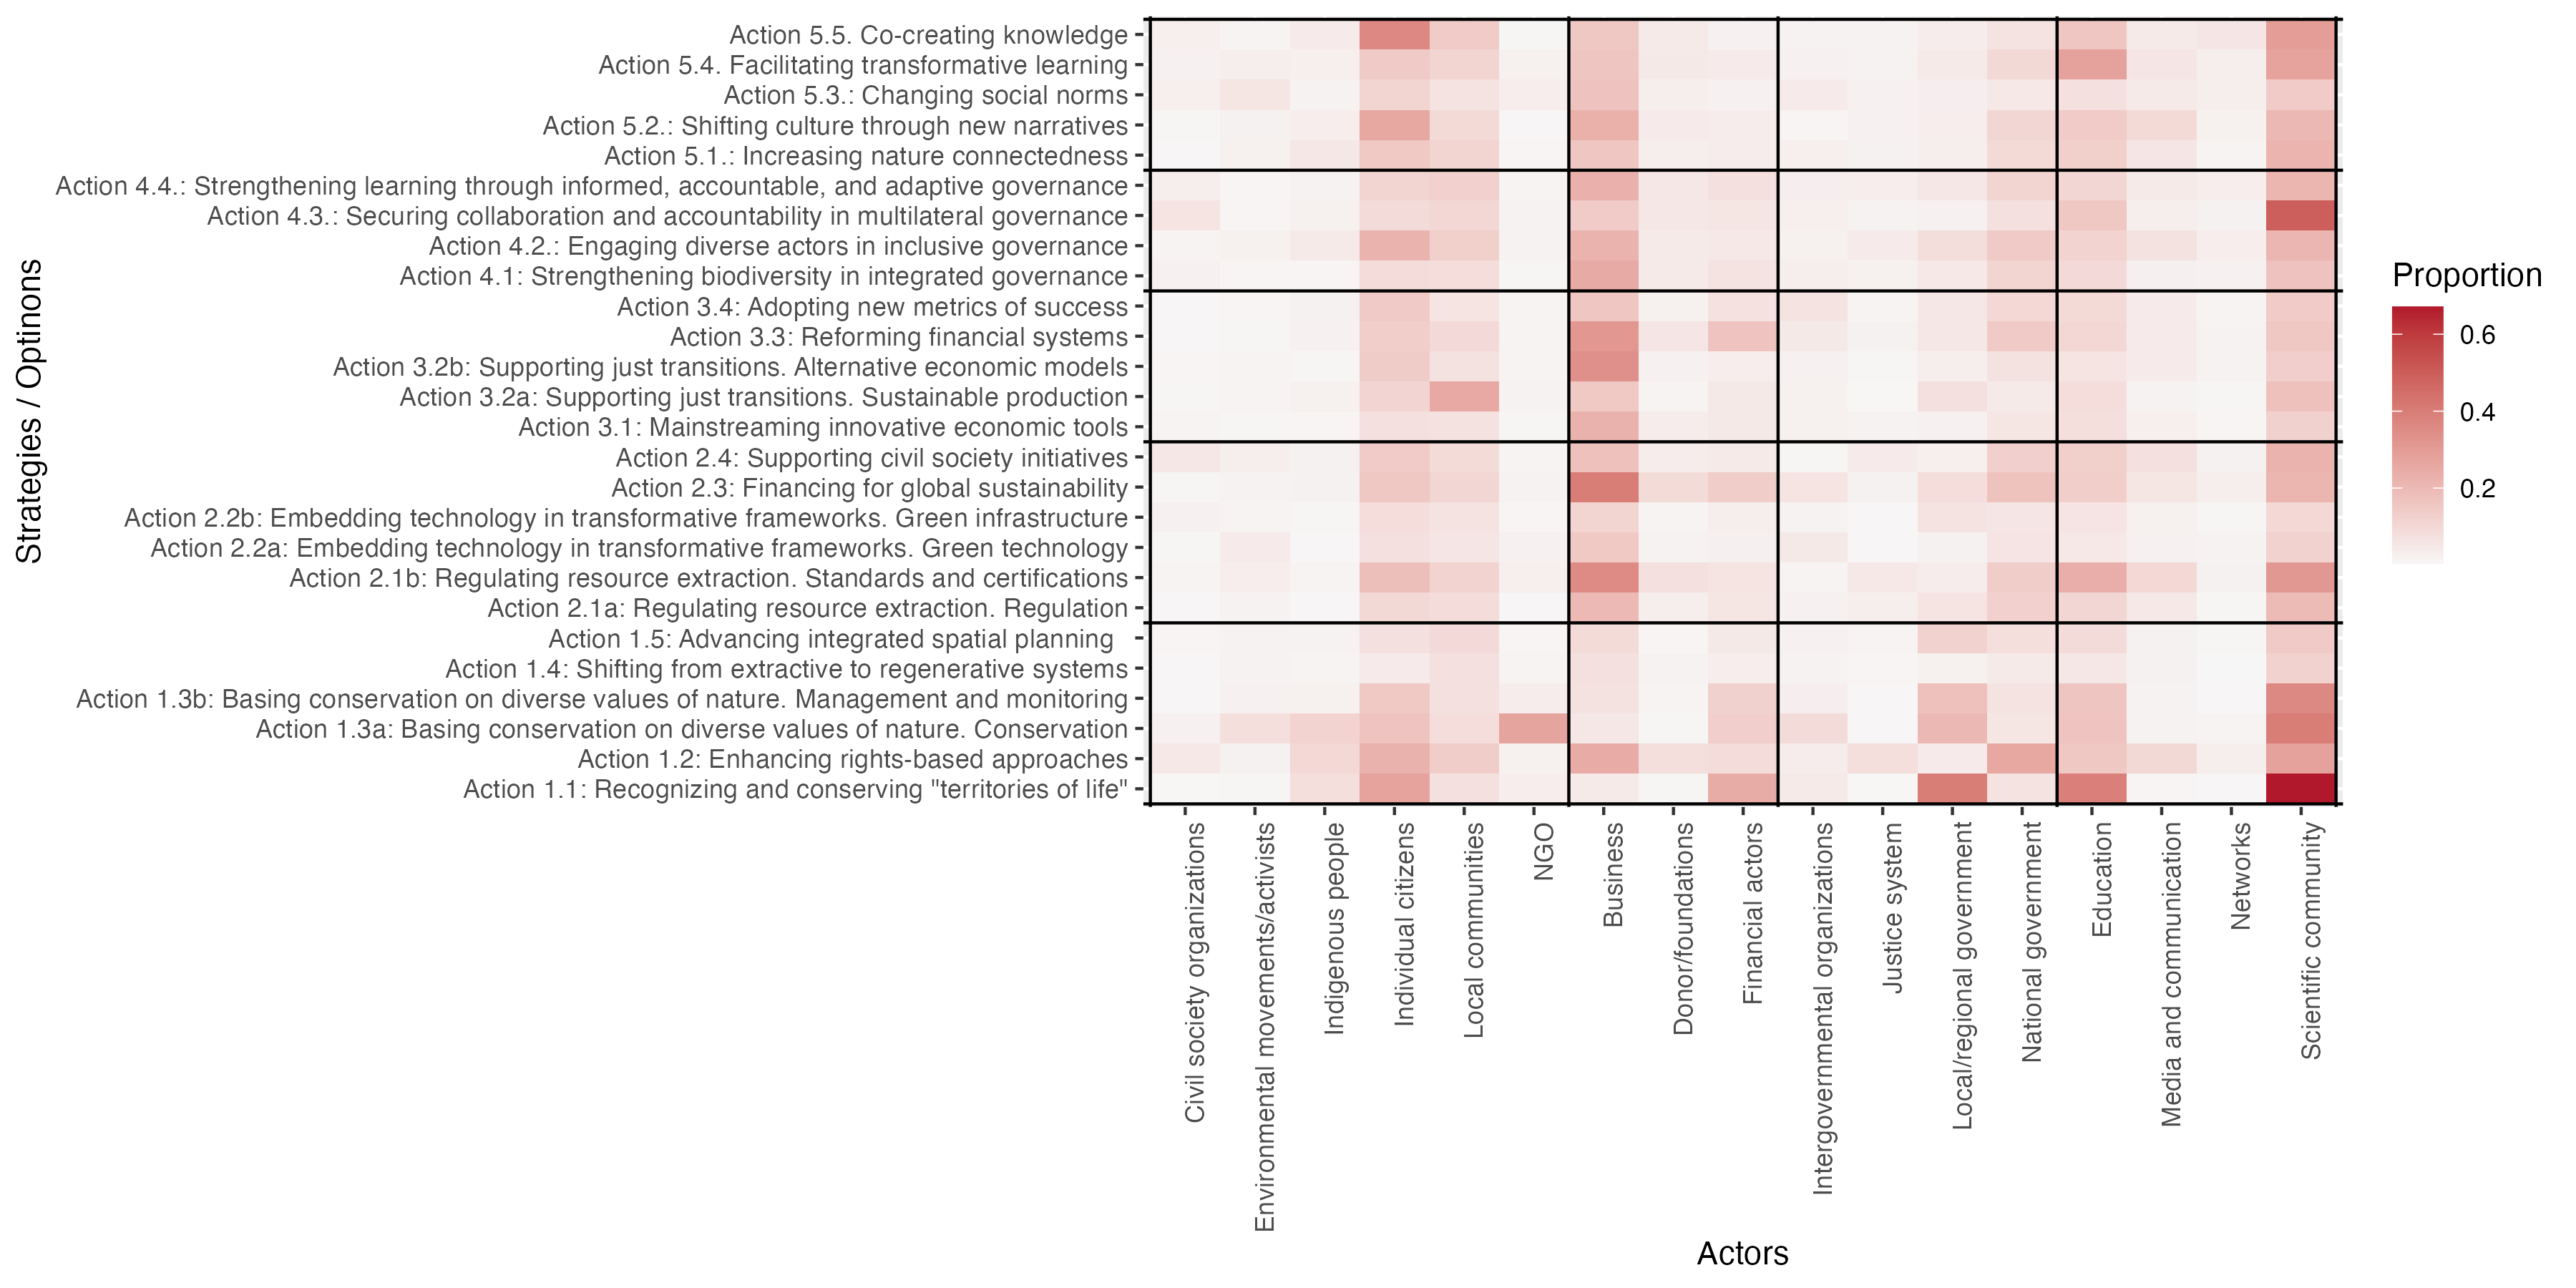 Strategies / Optinons
Action 5.5. Co-creating knowledge
Action 5.4. Facilitating transformative learning
Action 5.3.: Changing social norms
Action 5.2.: Shifting culture through new narratives
Action 5.1.: Increasing nature connectedness
Action 4.4.: Strengthening learning through informed, accountable, and adaptive governance
Action 4.3.: Securing collaboration and accountability in multilateral governance
Action 4.2.: Engaging diverse actors in inclusive governance
Action 4.1: Strengthening biodiversity in integrated governance
Action 3.4: Adopting new metrics of success
Action 3.3: Reforming financial systems
Action 3.2b: Supporting just transitions. Alternative economic models
Action 3.2a: Supporting just transitions. Sustainable production
Action 3.1: Mainstreaming innovative economic tools
Action 2.4: Supporting civil society initiatives
Action 2.3: Financing for global sustainability
Action 2.2b: Embedding technology in transformative frameworks. Green infrastructure
Action 2.2a: Embedding technology in transformative frameworks. Green technology
Action 2.1b: Regulating resource extraction. Standards and certifications
Action 2.1a: Regulating resource extraction. Regulation
Action 1.5: Advancing integrated spatial planning
Action 1.4: Shifting from extractive to regenerative systems
Action 1.3b: Basing conservation on diverse values of nature. Management and monitoring
Action 1.3a: Basing conservation on diverse values of nature. Conservation
Action 1.2: Enhancing rights-based approaches
Action 1.1: Recognizing and conserving "territories of life"
Civil society organizations
Environmental movements/activists
Indigenous people
Individual citizens
Local communities
NGO
Business
Donor/foundations
Financial actors
Intergovernmental organizations
Justice system
Local/regional government
National government
Education
Media and communication
Networks
Scientific community
Actors
Proportion
0.6
0.4
0.2